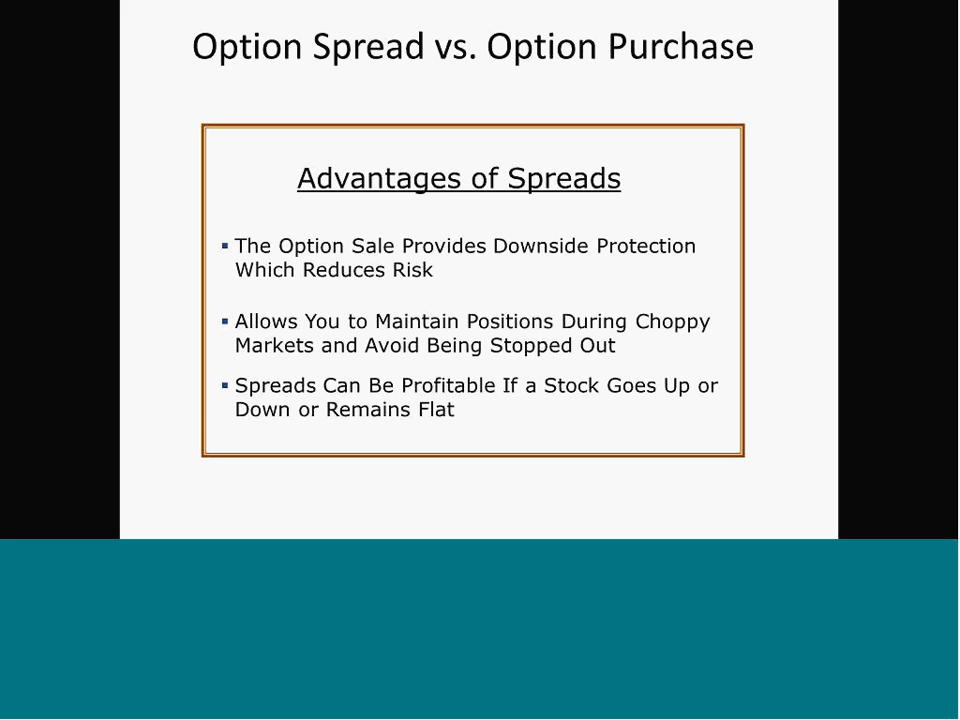 Option Spread vs. Option Purchase
Advantages of Spreads
▪ The Option Sale Provides Downside Protection
Which Reduces Risk
▪ Allows You to Maintain Positions During Choppy
Markets and Avoid Being Stopped Out
▪ Spreads Can Be Profitable If a Stock Goes Up or
Down or Remains Flat